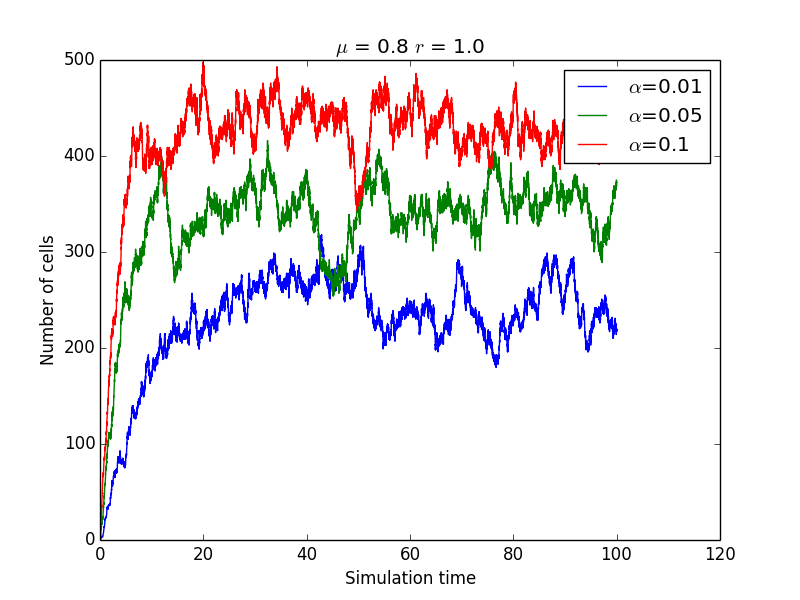 μ = 0.8 r = 1.0
500
400
300
200
100
0
Number of cells
α=0.01
α=0.05
α=0.1
0 20 40 60 80 100 120
Simulation time